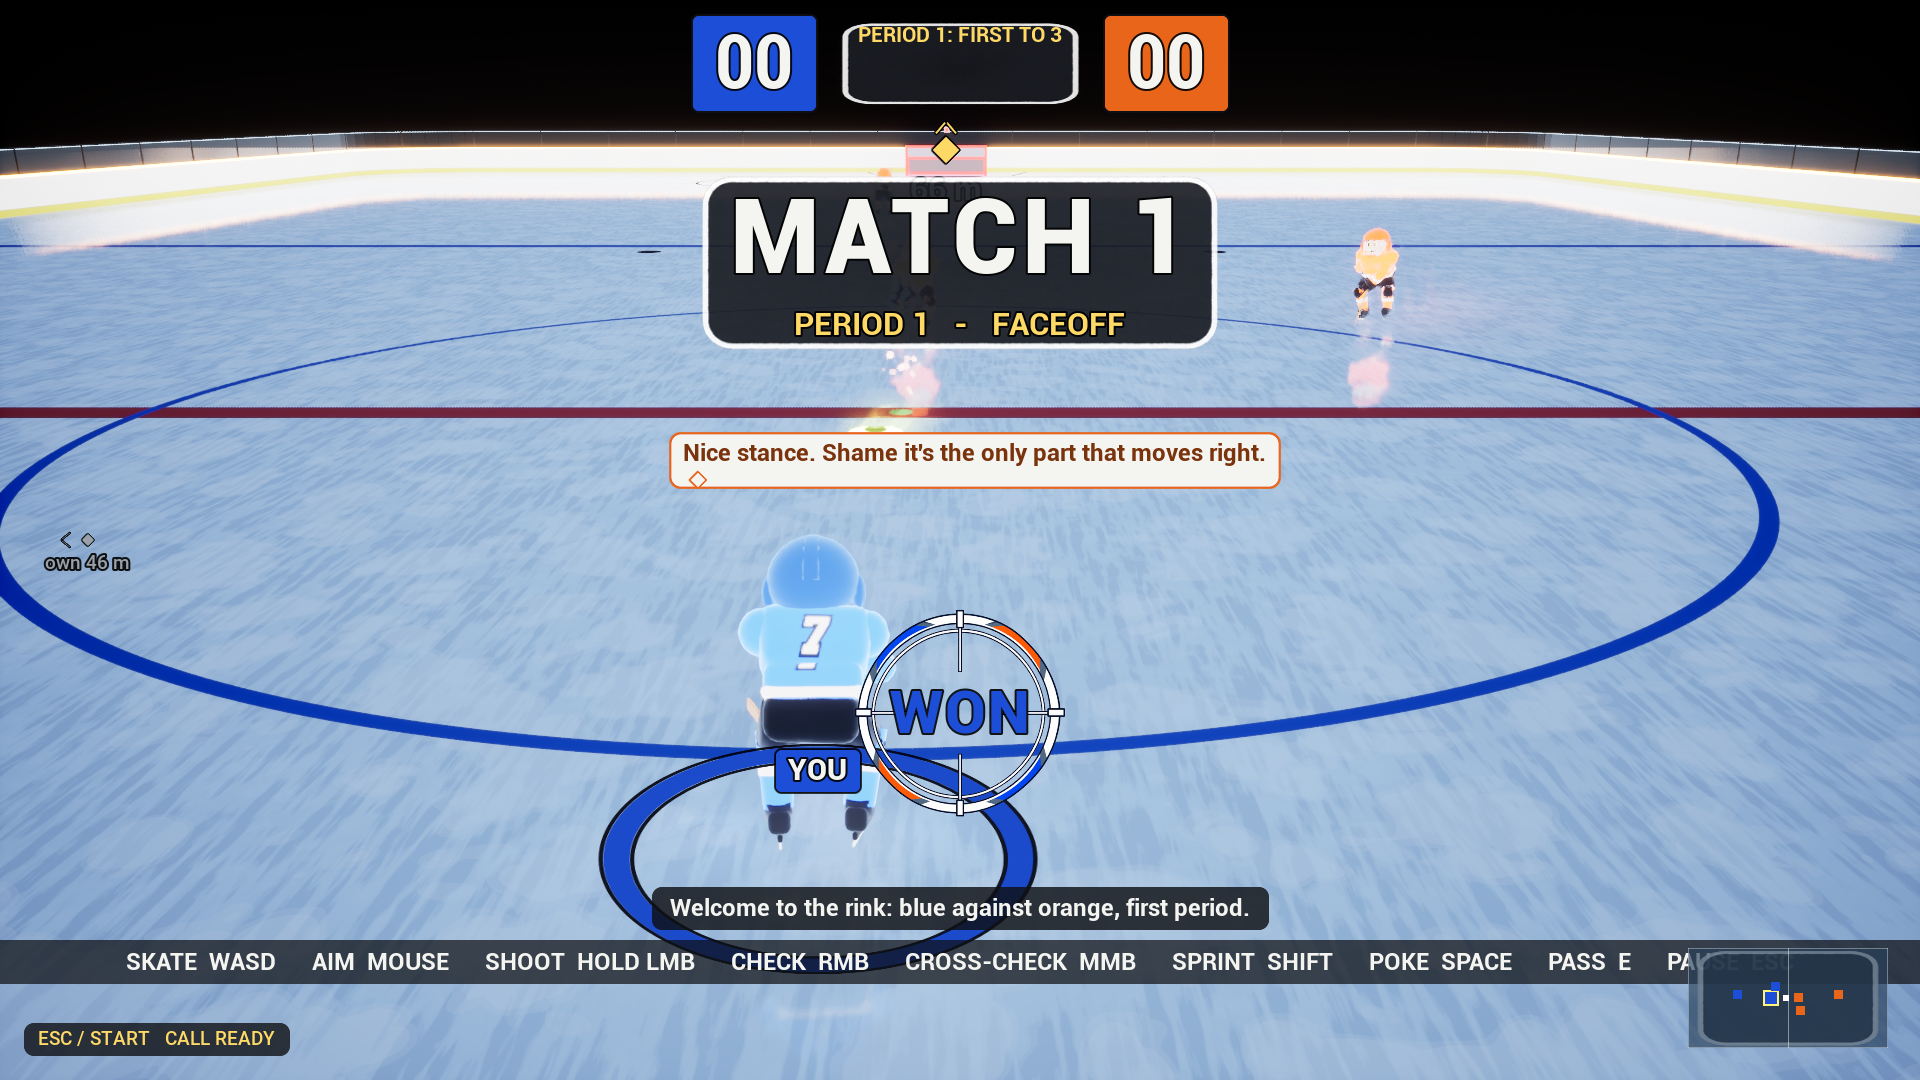 00
PERIOD 1: FIRST TO 3
00
66 m
MATCH 1
PERIOD 1 - FACEOFF
Nice stance. Shame it's the only part that moves right.
own 46 m
7
WON
YOU
Welcome to the rink: blue against orange, first period.
SKATE WASD AIM MOUSE SHOOT HOLD LMB CHECK RMB CROSS-CHECK MMB SPRINT SHIFT POKE SPACE PASS E PAUSE ESC
ESC / START CALL READY